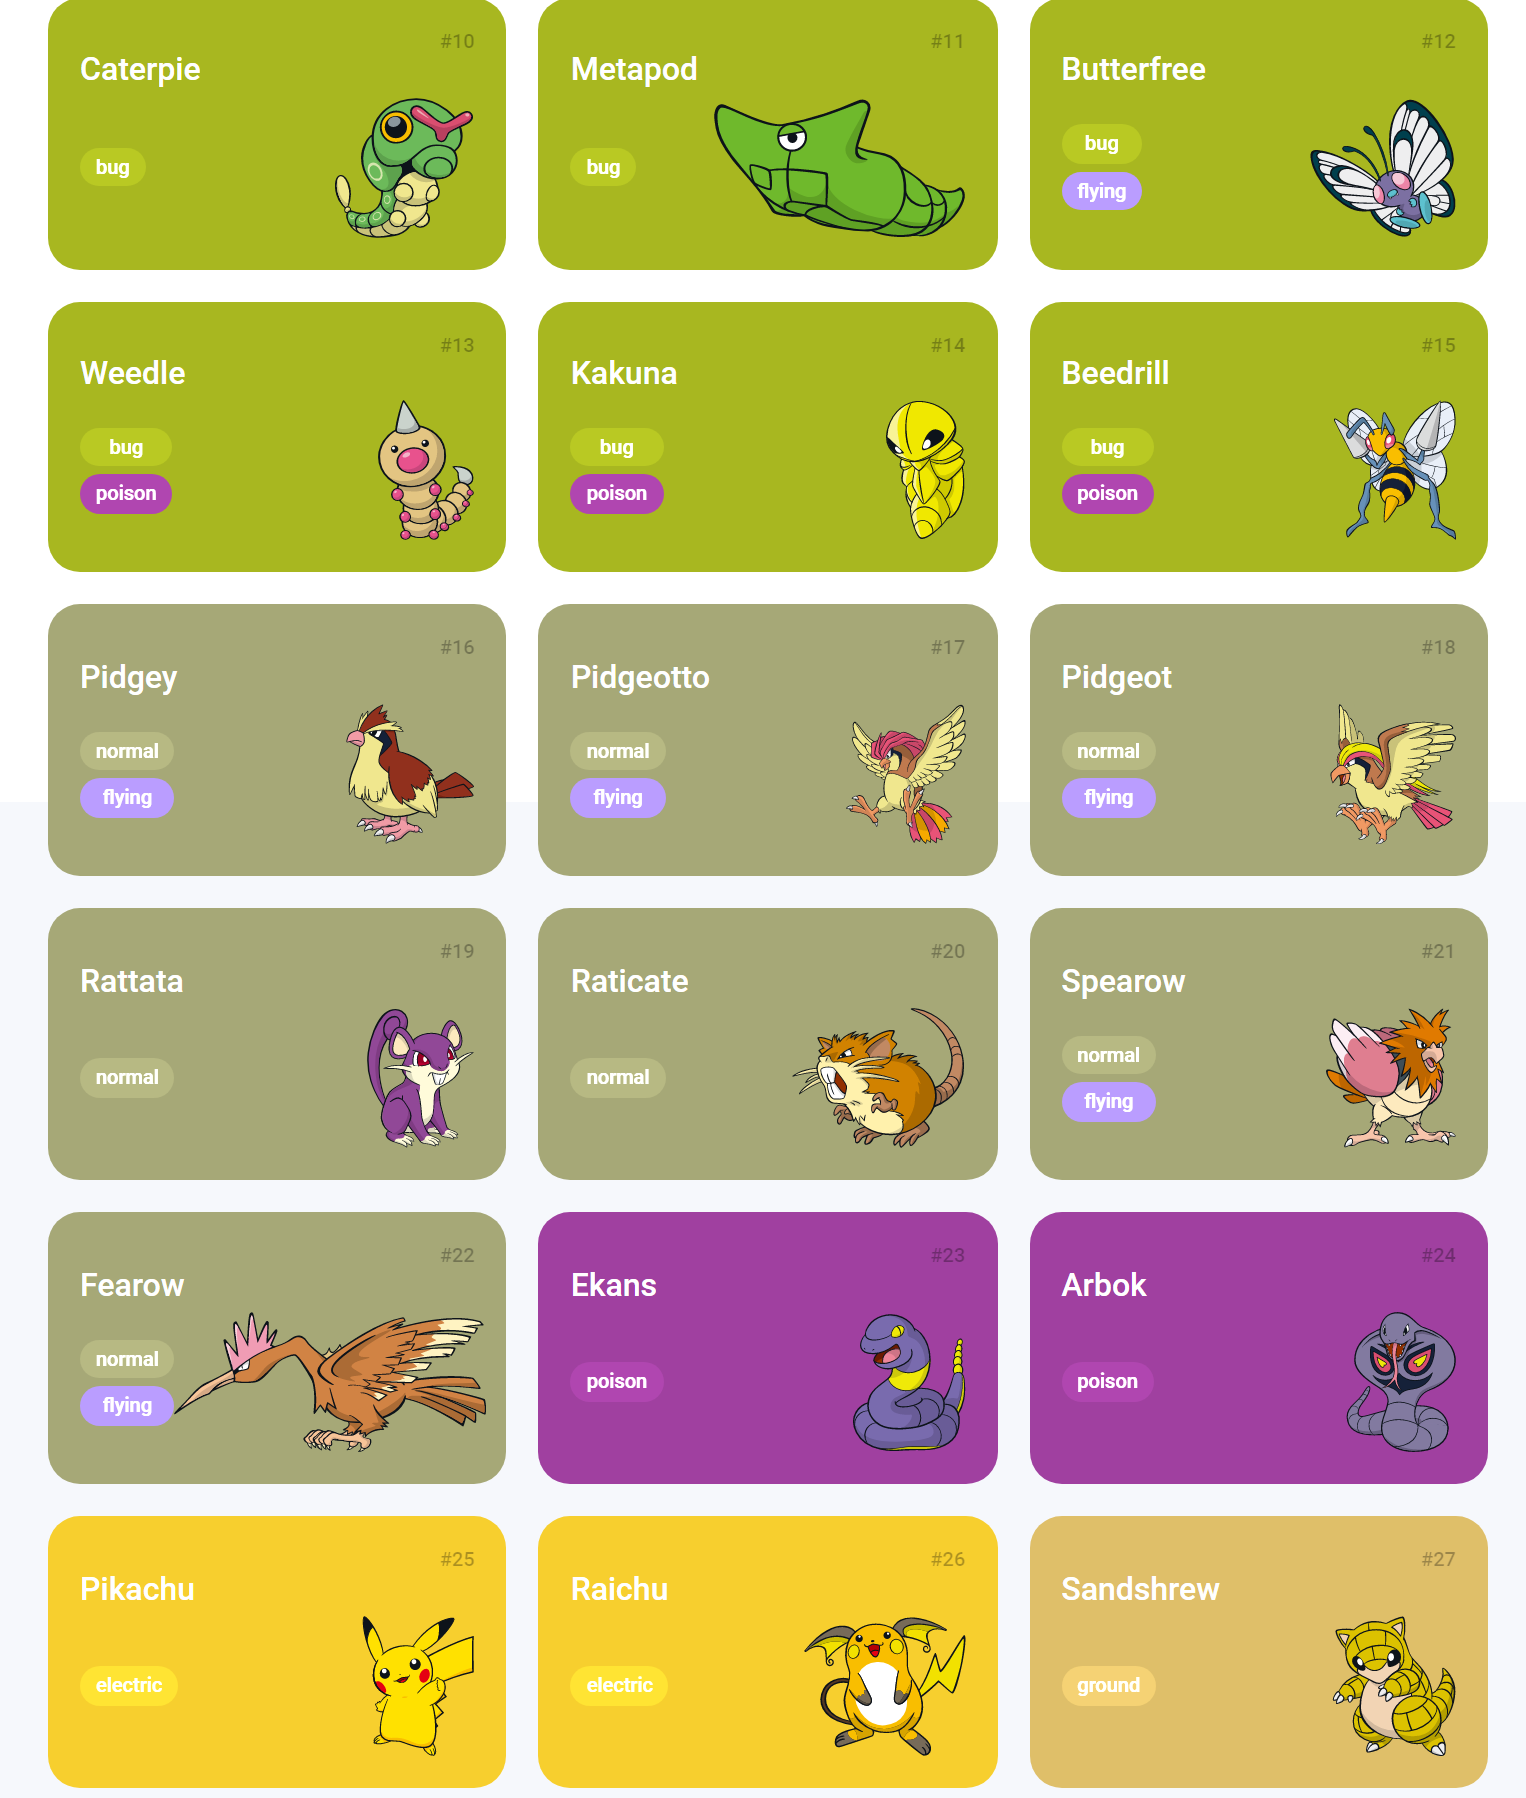 #10
Caterpie
bug
#11
Metapod
bug
#12
Butterfree
bug
flying
#13
Weedle
bug
poison
#14
Kakuna
bug
poison
#15
Beedrill
bug
poison
#16
Pidgey
normal
flying
#17
Pidgeotto
normal
flying
#18
Pidgeot
normal
flying
#19
Rattata
normal
#20
Raticate
normal
#21
Spearow
normal
flying
#22
Fearow
normal
flying
#23
Ekans
poison
#24
Arbok
poison
#25
Pikachu
electric
#26
Raichu
electric
#27
Sandshrew
ground